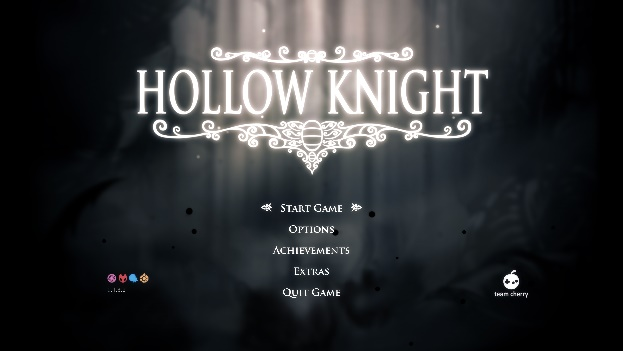 HOLLOW KNIGHT
START GAME
OPTIONS
ACHIEVEMENTS
EXTRAS
QUIT GAME
team cherry